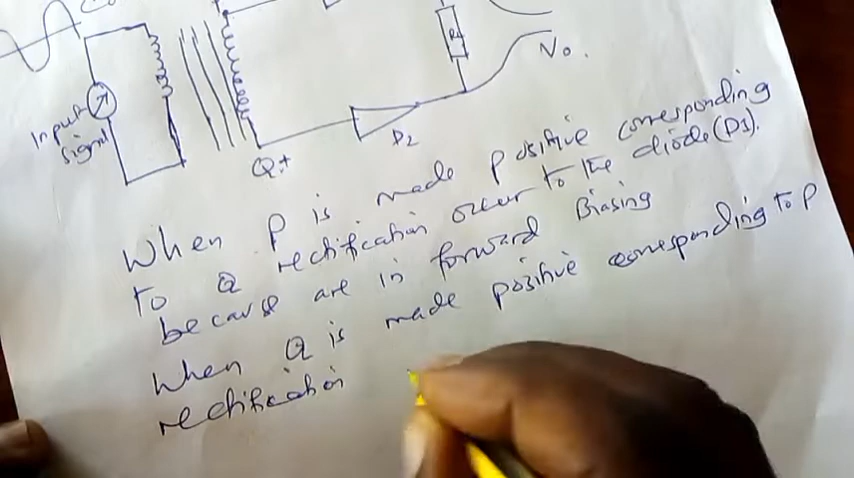 Input
signal
R
Vo.
D2
Q+
When P is made positive corresponding
to Q rectification occur to the diode (D1).
because are in forward Biasing
When Q is made positive corresponding to P
rectification